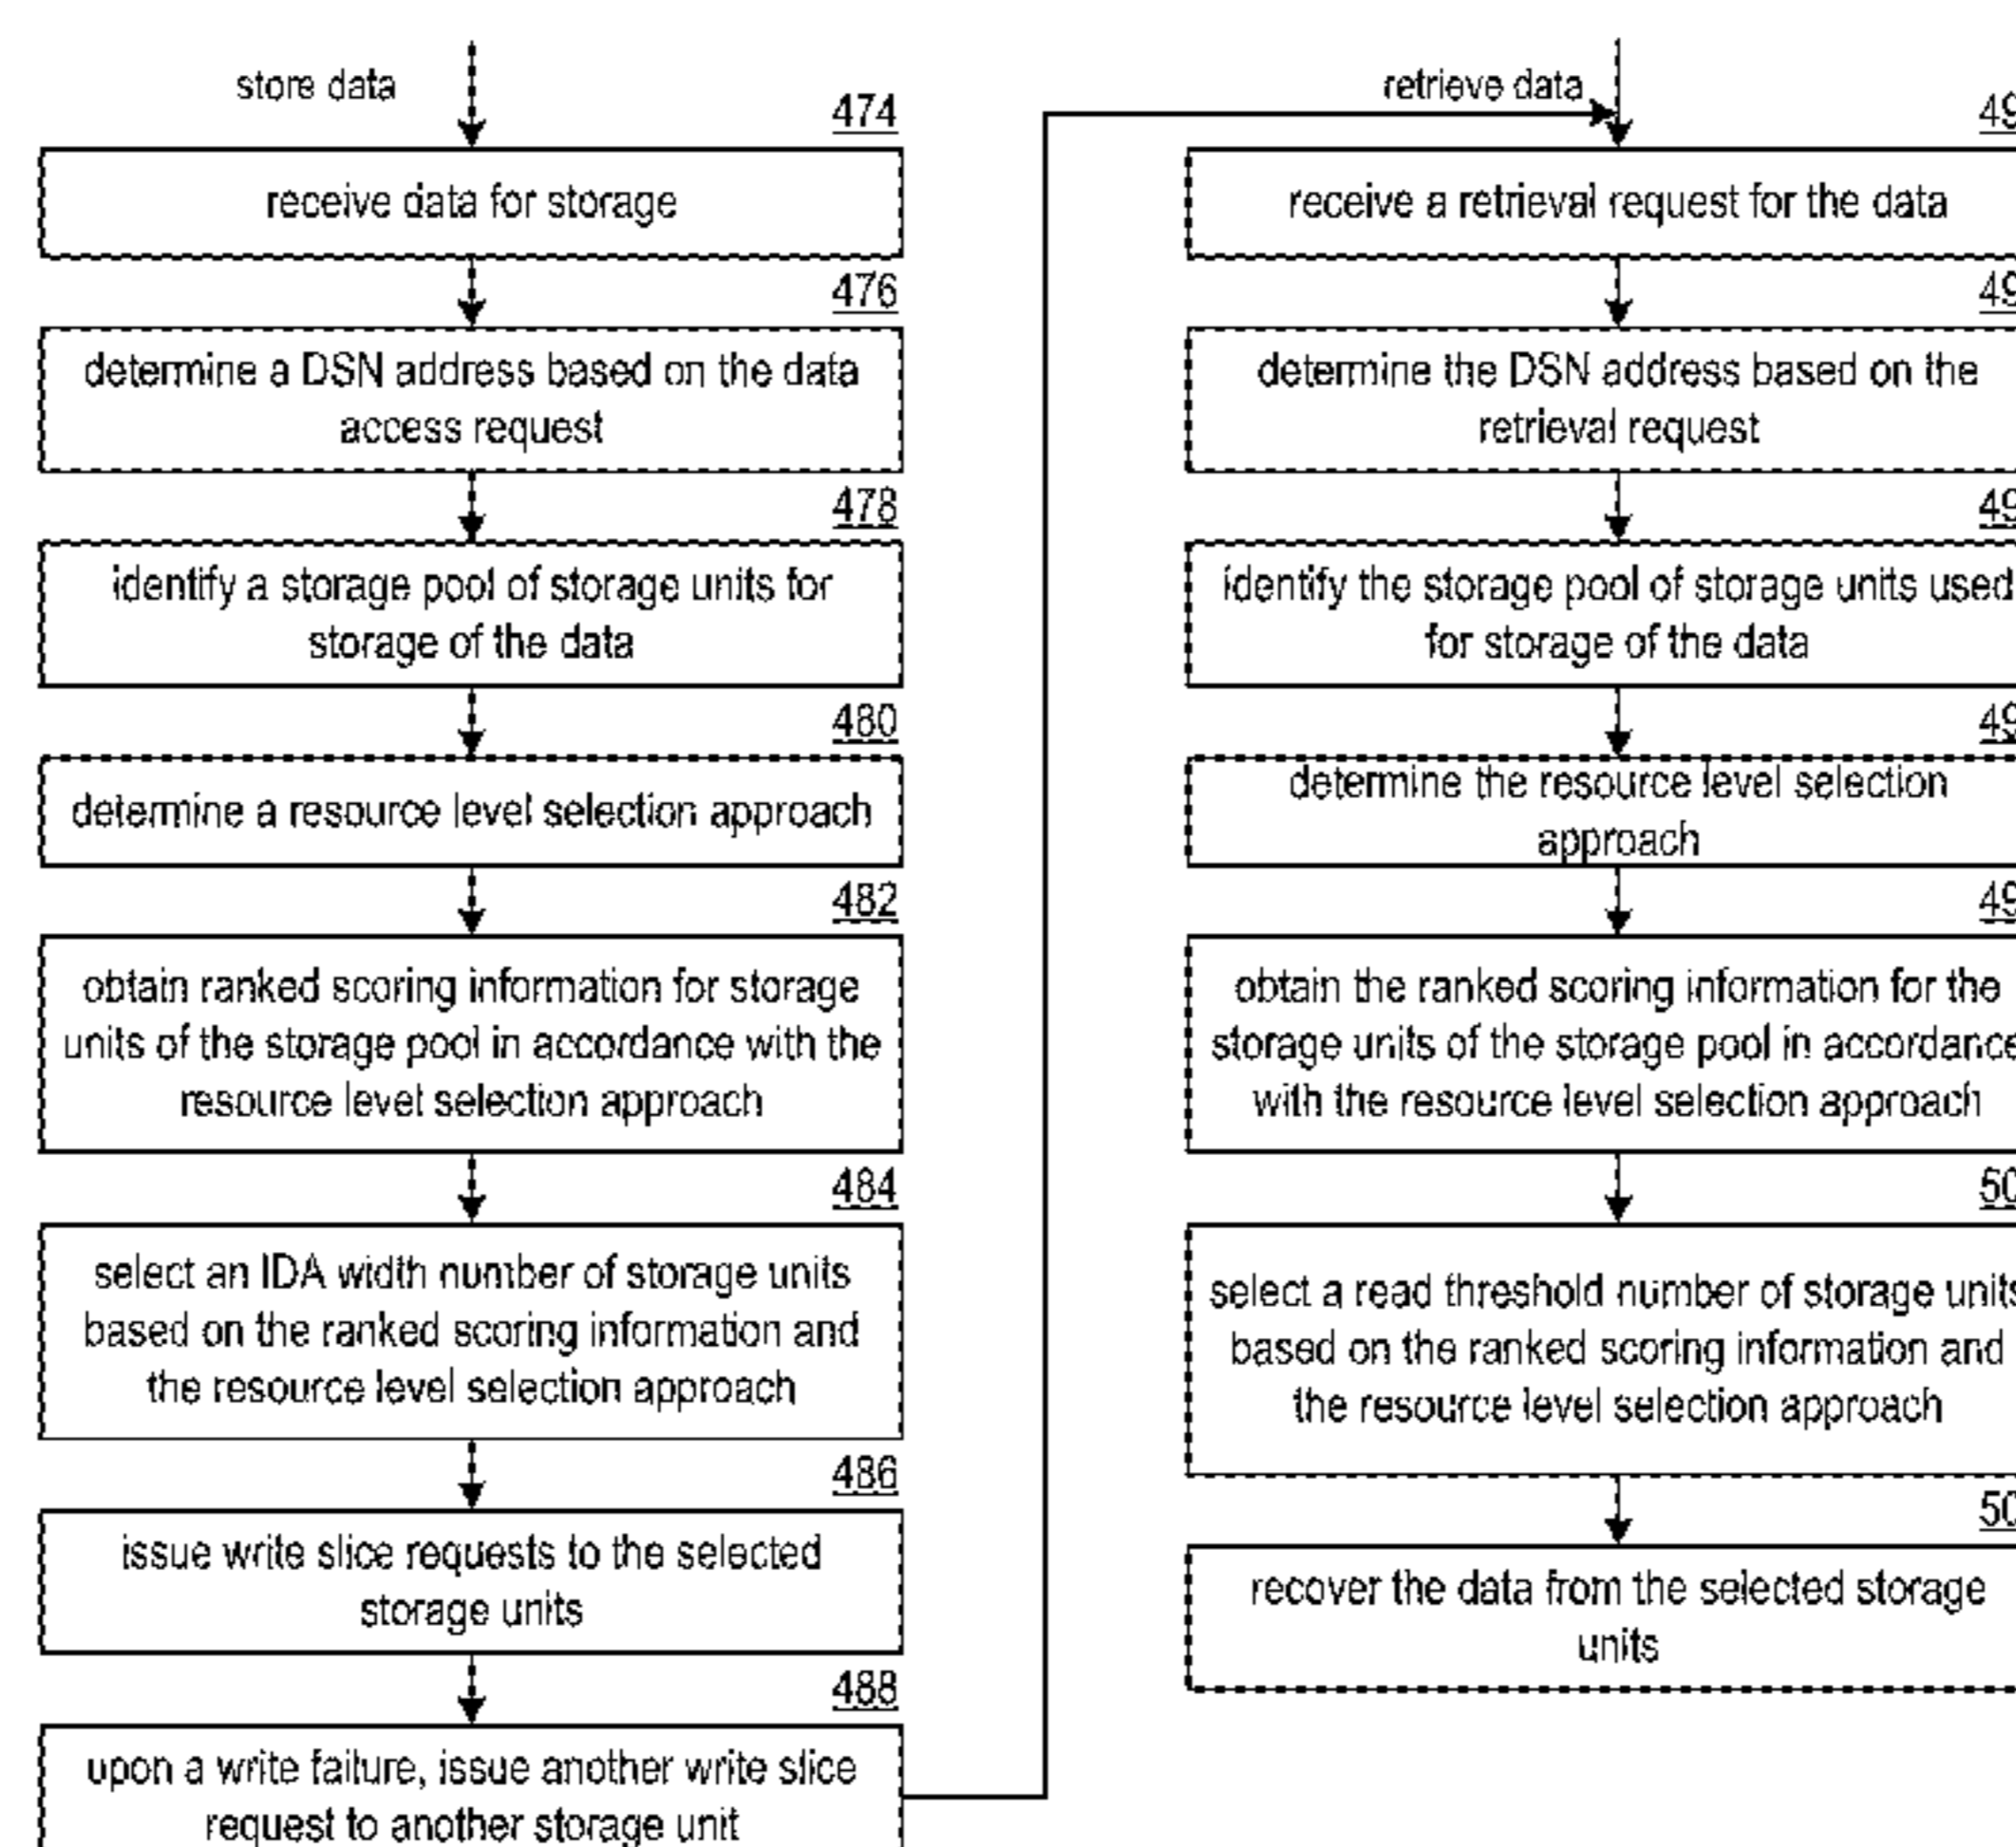 store data
474
receive data for storage
476
determine a DSN address based on the data
access request
478
identify a storage pool of storage units for
storage of the data
480
determine a resource level selection approach
482
obtain ranked scoring information for storage
units of the storage pool in accordance with the
resource level selection approach
484
select an IDA width number of storage units
based on the ranked scoring information and
the resource level selection approach
486
issue write slice requests to the selected
storage units
488
upon a write failure, issue another write slice
request to another storage unit
retrieve data
receive a retrieval request for the data
determine the DSN address based on the
retrieval request
identify the storage pool of storage units used
for storage of the data
determine the resource level selection
approach
obtain the ranked scoring information for the
storage units of the storage pool in accordance
with the resource level selection approach
select a read threshold number of storage units
based on the ranked scoring information and
the resource level selection approach
recover the data from the selected storage
units